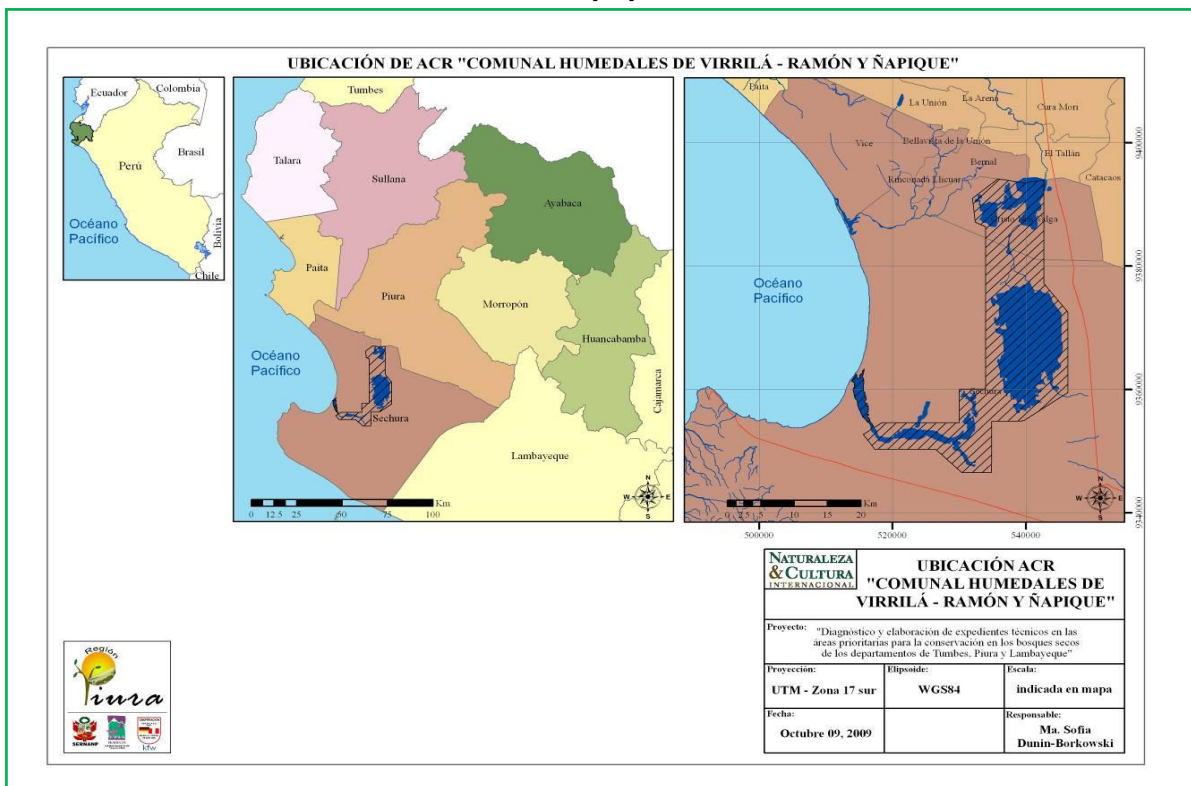 UBICACIÓN DE ACR "COMUNAL HUMEDALES DE VIRRILÁ - RAMÓN Y ÑAPIQUE"
Ecuador
Colombia
Perú
Brasil
Océano
Pacífico
Bolivia
Chile
Tumbes
Talara
Sullana
Ayabaca
Paita
Piura
Morropón
Huancabamba
Océano
Pacífico
Sechura
Cajamarca
Lambayeque
0 12.5 25 50 75 100
Km
N
W E
S
Paita
La Unión
La Arena
Cura Mori
Vice
Bellavista de la Unión
Bernal
El Tallán
Rinconada Llicuar
Catacaos
Cristo Nos Valga
Océano
Pacífico
Sechura
0 2.5 5 10 15 20
Km
N
W E
S
9400000
9380000
9360000
9340000
500000 520000 540000
NATURALEZA
& CULTURA
INTERNACIONAL
UBICACIÓN ACR
"COMUNAL HUMEDALES DE
VIRRILÁ - RAMÓN Y ÑAPIQUE"
Proyecto: "Diagnóstico y elaboración de expedientes técnicos en las
áreas prioritarias para la conservación en los bosques secos
de los departamentos de Tumbes, Piura y Lambayeque"
Proyección: Elipsoide: Escala:
UTM - Zona 17 sur WGS84 indicada en mapa
Fecha: Responsable:
Octubre 09, 2009 Ma. Sofia
Dunin-Borkowski
Región
Piura
SERNANP
kfw